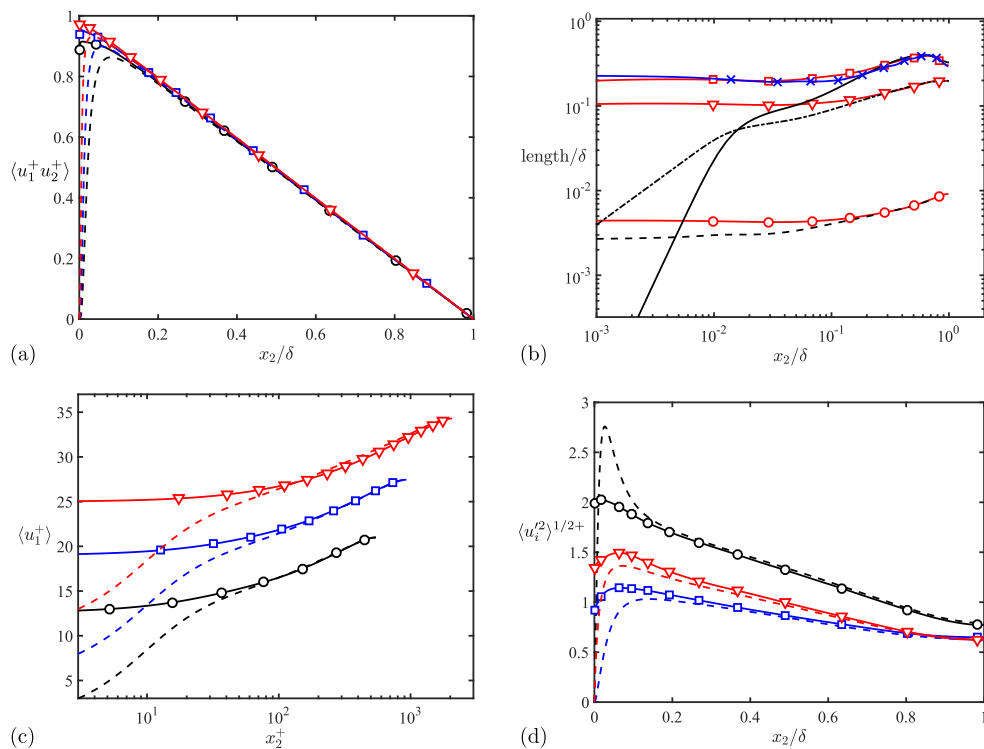 1
0.8
0.6
⟨u₁⁺u₂⁺⟩
0.4
0.2
0
0 0.2 0.4 0.6 0.8 1
x₂/δ
(a)
10⁰
10⁻¹
length/δ
10⁻²
10⁻³
10⁻³ 10⁻² 10⁻¹ 10⁰
x₂/δ
(b)
35
30
25
⟨u₁⁺⟩
20
15
10
5
10¹ 10² 10³
x₂⁺
(c)
3
2.5
2
⟨u′ᵢ²⟩¹ᐟ²⁺
1.5
1
0.5
0
0 0.2 0.4 0.6 0.8 1
x₂/δ
(d)